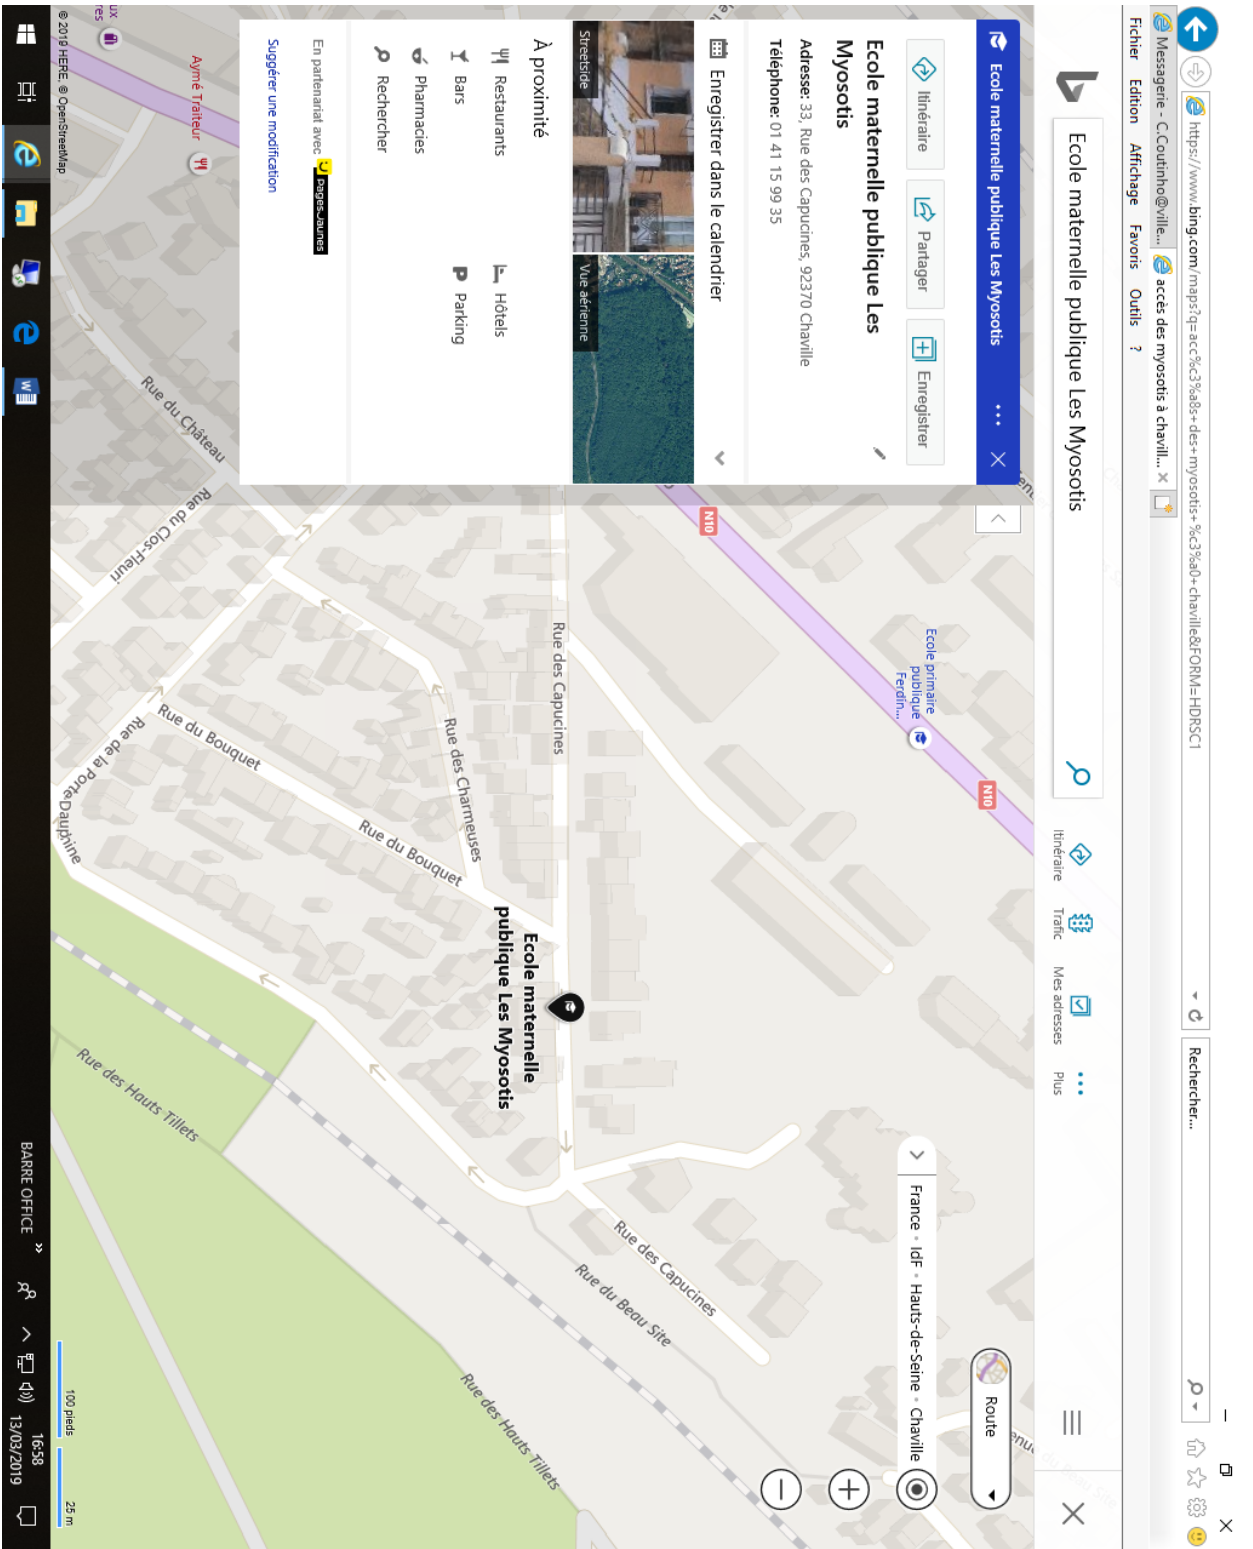 https://www.bing.com/maps?q=acc%c3%a8s+des+myosotis+%c3%a0+chaville&FORM=HDRSC1
Rechercher...
Messagerie - C.Coutinho@ville...
accès des myosotis à chavill...
Fichier Edition Affichage Favoris Outils ?
Ecole maternelle publique Les Myosotis
Itinéraire
Trafic
Mes adresses
Plus
Ecole maternelle publique Les Myosotis
Itinéraire
Partager
Enregistrer
Ecole maternelle publique Les
Myosotis
Adresse: 33, Rue des Capucines, 92370 Chaville
Téléphone: 01 41 15 99 35
Enregistrer dans le calendrier
Streetside
Vue aérienne
À proximité
Restaurants
Hôtels
Bars
Parking
Pharmacies
Rechercher
En partenariat avec PagesJaunes
Suggérer une modification
Route
France IdF Hauts-de-Seine Chaville
N10
N10
Ecole primaire
publique
Ferdin...
Rue des Capucines
Rue des Capucines
Rue du Beau Site
Beau Site
Ecole maternelle
publique Les Myosotis
Rue des Charmeuses
Rue du Bouquet
Rue du Bouquet
Rue des Hauts Tillets
Rue des Hauts Tillets
Rue du Château
Rue du Clos-Fleuri
Rue de la Porte Dauphine
Aymé Traiteur
© 2019 HERE, © OpenStreetMap
100 pieds
25 m
BARRE OFFICE
16:58
13/03/2019